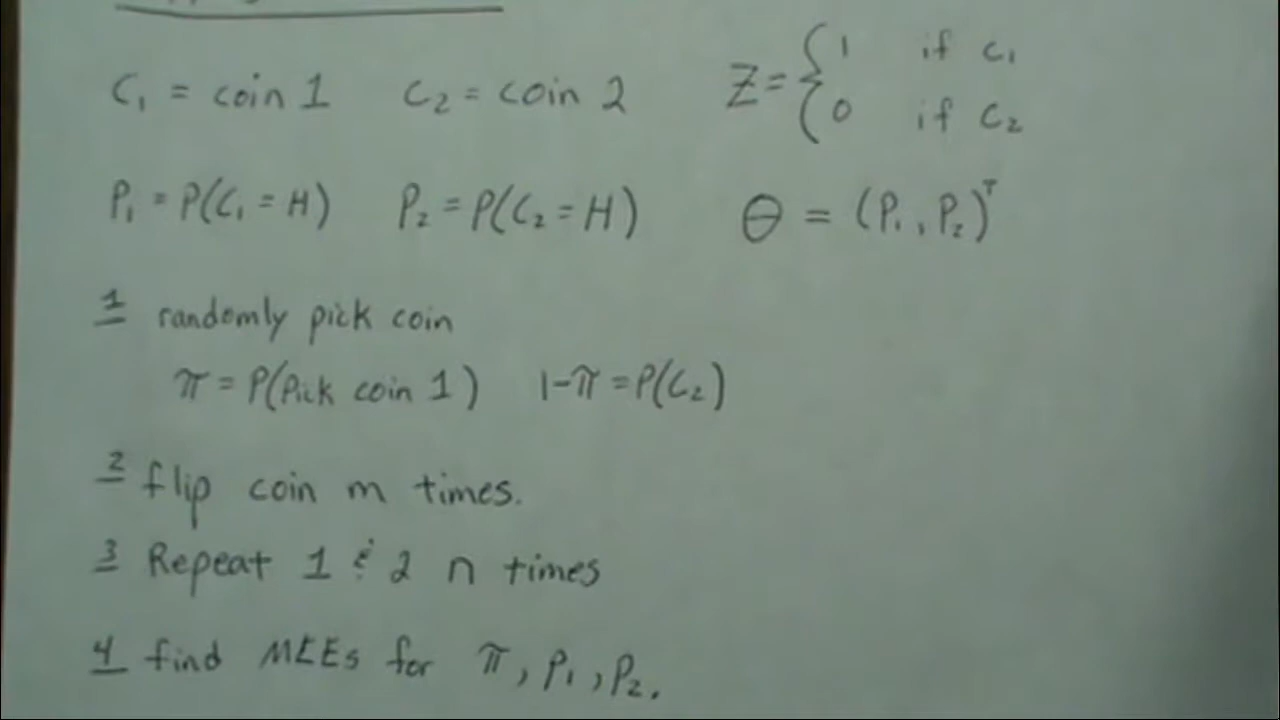 C₁ = coin 1 C₂ = coin 2 Z = { 1 if C₁
0 if C₂
P₁ = P(C₁ = H) P₂ = P(C₂ = H) Θ = (P₁, P₂)ᵀ
1 randomly pick coin
π = P(Pick coin 1) 1-π = P(C₂)
2 flip coin m times.
3 Repeat 1 & 2 n times
4 find MLEs for π, P₁, P₂.